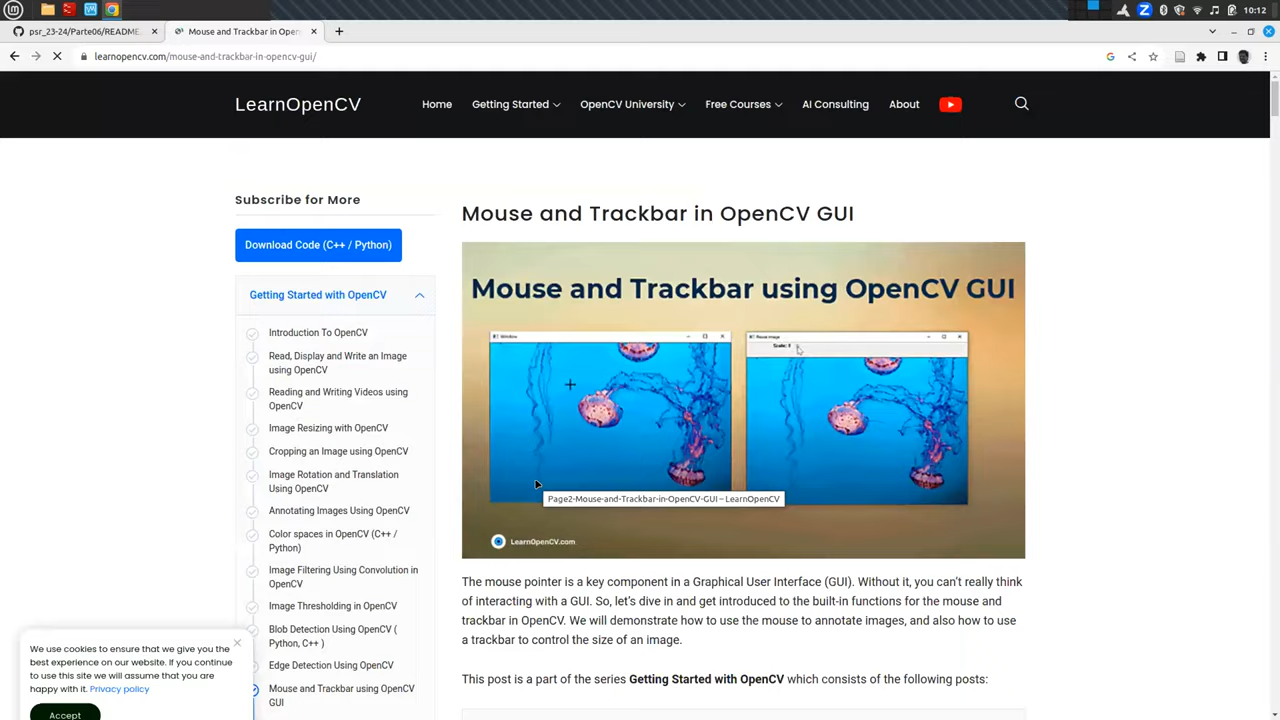 10:12
psr_23-24/Parte06/README
Mouse and Trackbar in Open
learnopencv.com/mouse-and-trackbar-in-opencv-gui/
LearnOpenCV
Home
Getting Started
OpenCV University
Free Courses
AI Consulting
About
Subscribe for More
Download Code (C++ / Python)
Getting Started with OpenCV
Introduction To OpenCV
Read, Display and Write an Image
using OpenCV
Reading and Writing Videos using
OpenCV
Image Resizing with OpenCV
Cropping an Image using OpenCV
Image Rotation and Translation
Using OpenCV
Annotating Images Using OpenCV
Color spaces in OpenCV (C++ /
Python)
Image Filtering Using Convolution in
OpenCV
Image Thresholding in OpenCV
Blob Detection Using OpenCV (
Python, C++ )
Edge Detection Using OpenCV
Mouse and Trackbar using OpenCV
GUI
We use cookies to ensure that we give you the
best experience on our website. If you continue
to use this site we will assume that you are
happy with it. Privacy policy
Accept
Mouse and Trackbar in OpenCV GUI
Mouse and Trackbar using OpenCV GUI
Window
Resize Image
Scale: 1
Page2-Mouse-and-Trackbar-in-OpenCV-GUI – LearnOpenCV
LearnOpenCV.com
The mouse pointer is a key component in a Graphical User Interface (GUI). Without it, you can't really think
of interacting with a GUI. So, let's dive in and get introduced to the built-in functions for the mouse and
trackbar in OpenCV. We will demonstrate how to use the mouse to annotate images, and also how to use
a trackbar to control the size of an image.
This post is a part of the series Getting Started with OpenCV which consists of the following posts: